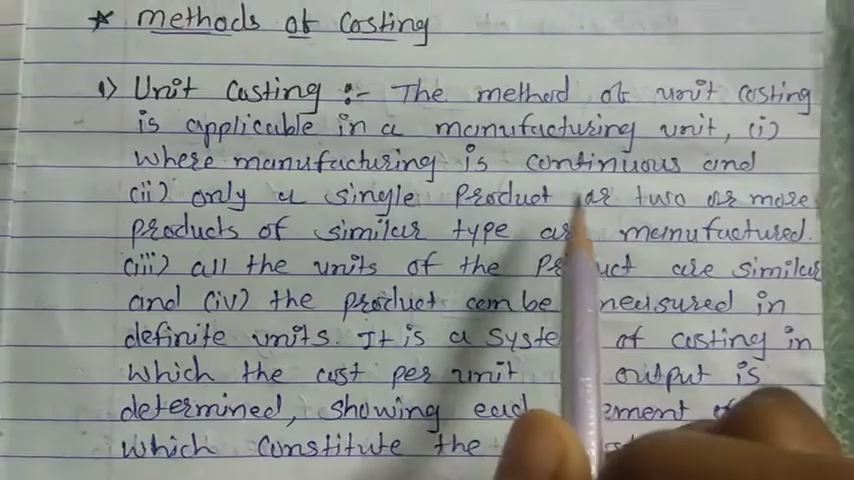 * methods of Costing
1) Unit Costing :- The method of unit costing
is applicable in a manufacturing unit, (i)
where manufacturing is continuous and
(ii) only a single product or two or more
products of similar type are manufactured.
(iii) all the units of the product are similar
and (iv) the product can be measured in
definite units. It is a system of costing in
which the cost per unit output is
determined, showing each
which constitute the